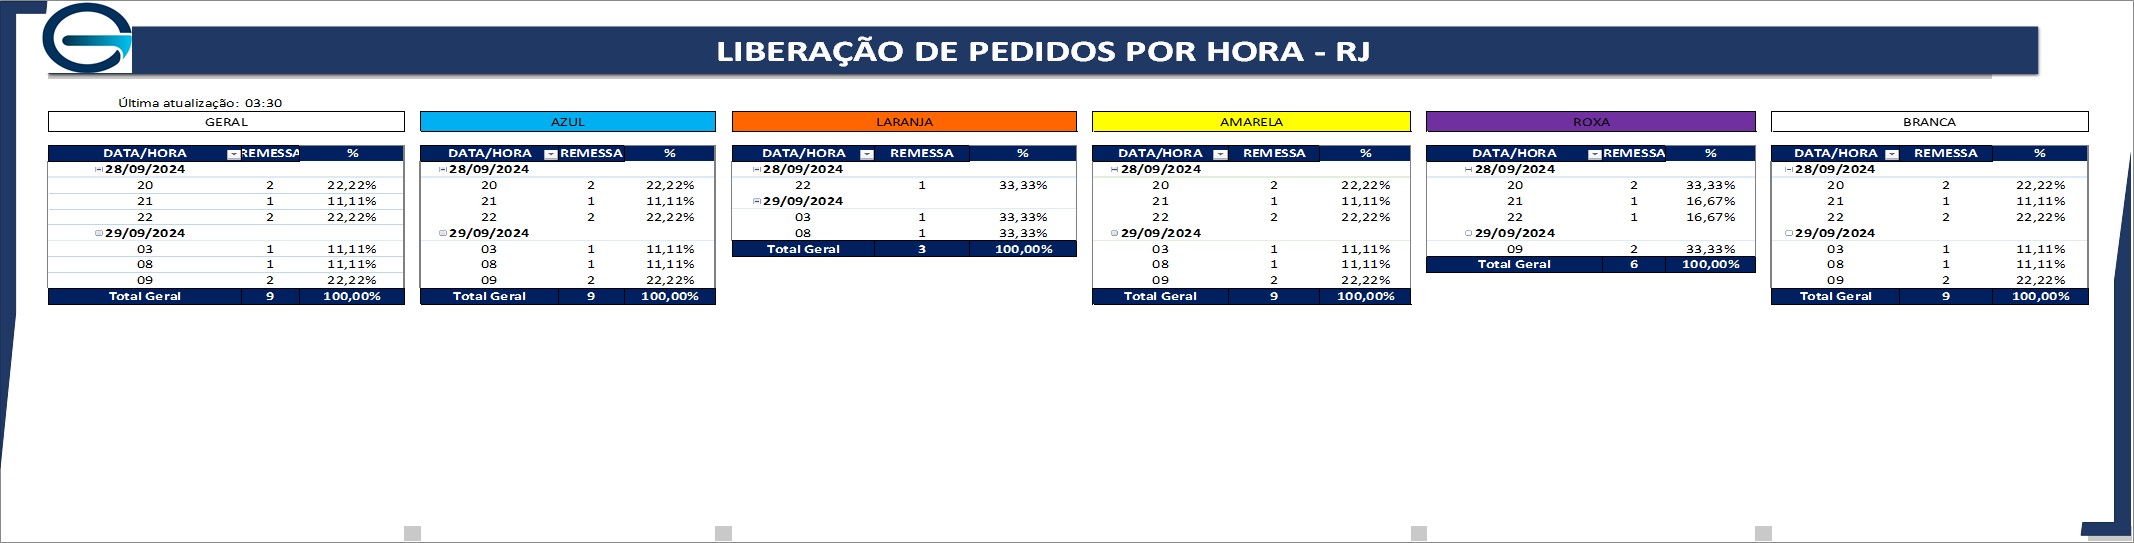 LIBERAÇÃO DE PEDIDOS POR HORA - RJ
Última atualização: 03:30
GERAL
DATA/HORA REMESSA %
28/09/2024
20 2 22,22%
21 1 11,11%
22 2 22,22%
29/09/2024
03 1 11,11%
08 1 11,11%
09 2 22,22%
Total Geral 9 100,00%
AZUL
DATA/HORA REMESSA %
28/09/2024
20 2 22,22%
21 1 11,11%
22 2 22,22%
29/09/2024
03 1 11,11%
08 1 11,11%
09 2 22,22%
Total Geral 9 100,00%
LARANJA
DATA/HORA REMESSA %
28/09/2024
22 1 33,33%
29/09/2024
03 1 33,33%
08 1 33,33%
Total Geral 3 100,00%
AMARELA
DATA/HORA REMESSA %
28/09/2024
20 2 22,22%
21 1 11,11%
22 2 22,22%
29/09/2024
03 1 11,11%
08 1 11,11%
09 2 22,22%
Total Geral 9 100,00%
ROXA
DATA/HORA REMESSA %
28/09/2024
20 2 33,33%
21 1 16,67%
22 1 16,67%
29/09/2024
09 2 33,33%
Total Geral 6 100,00%
BRANCA
DATA/HORA REMESSA %
28/09/2024
20 2 22,22%
21 1 11,11%
22 2 22,22%
29/09/2024
03 1 11,11%
08 1 11,11%
09 2 22,22%
Total Geral 9 100,00%